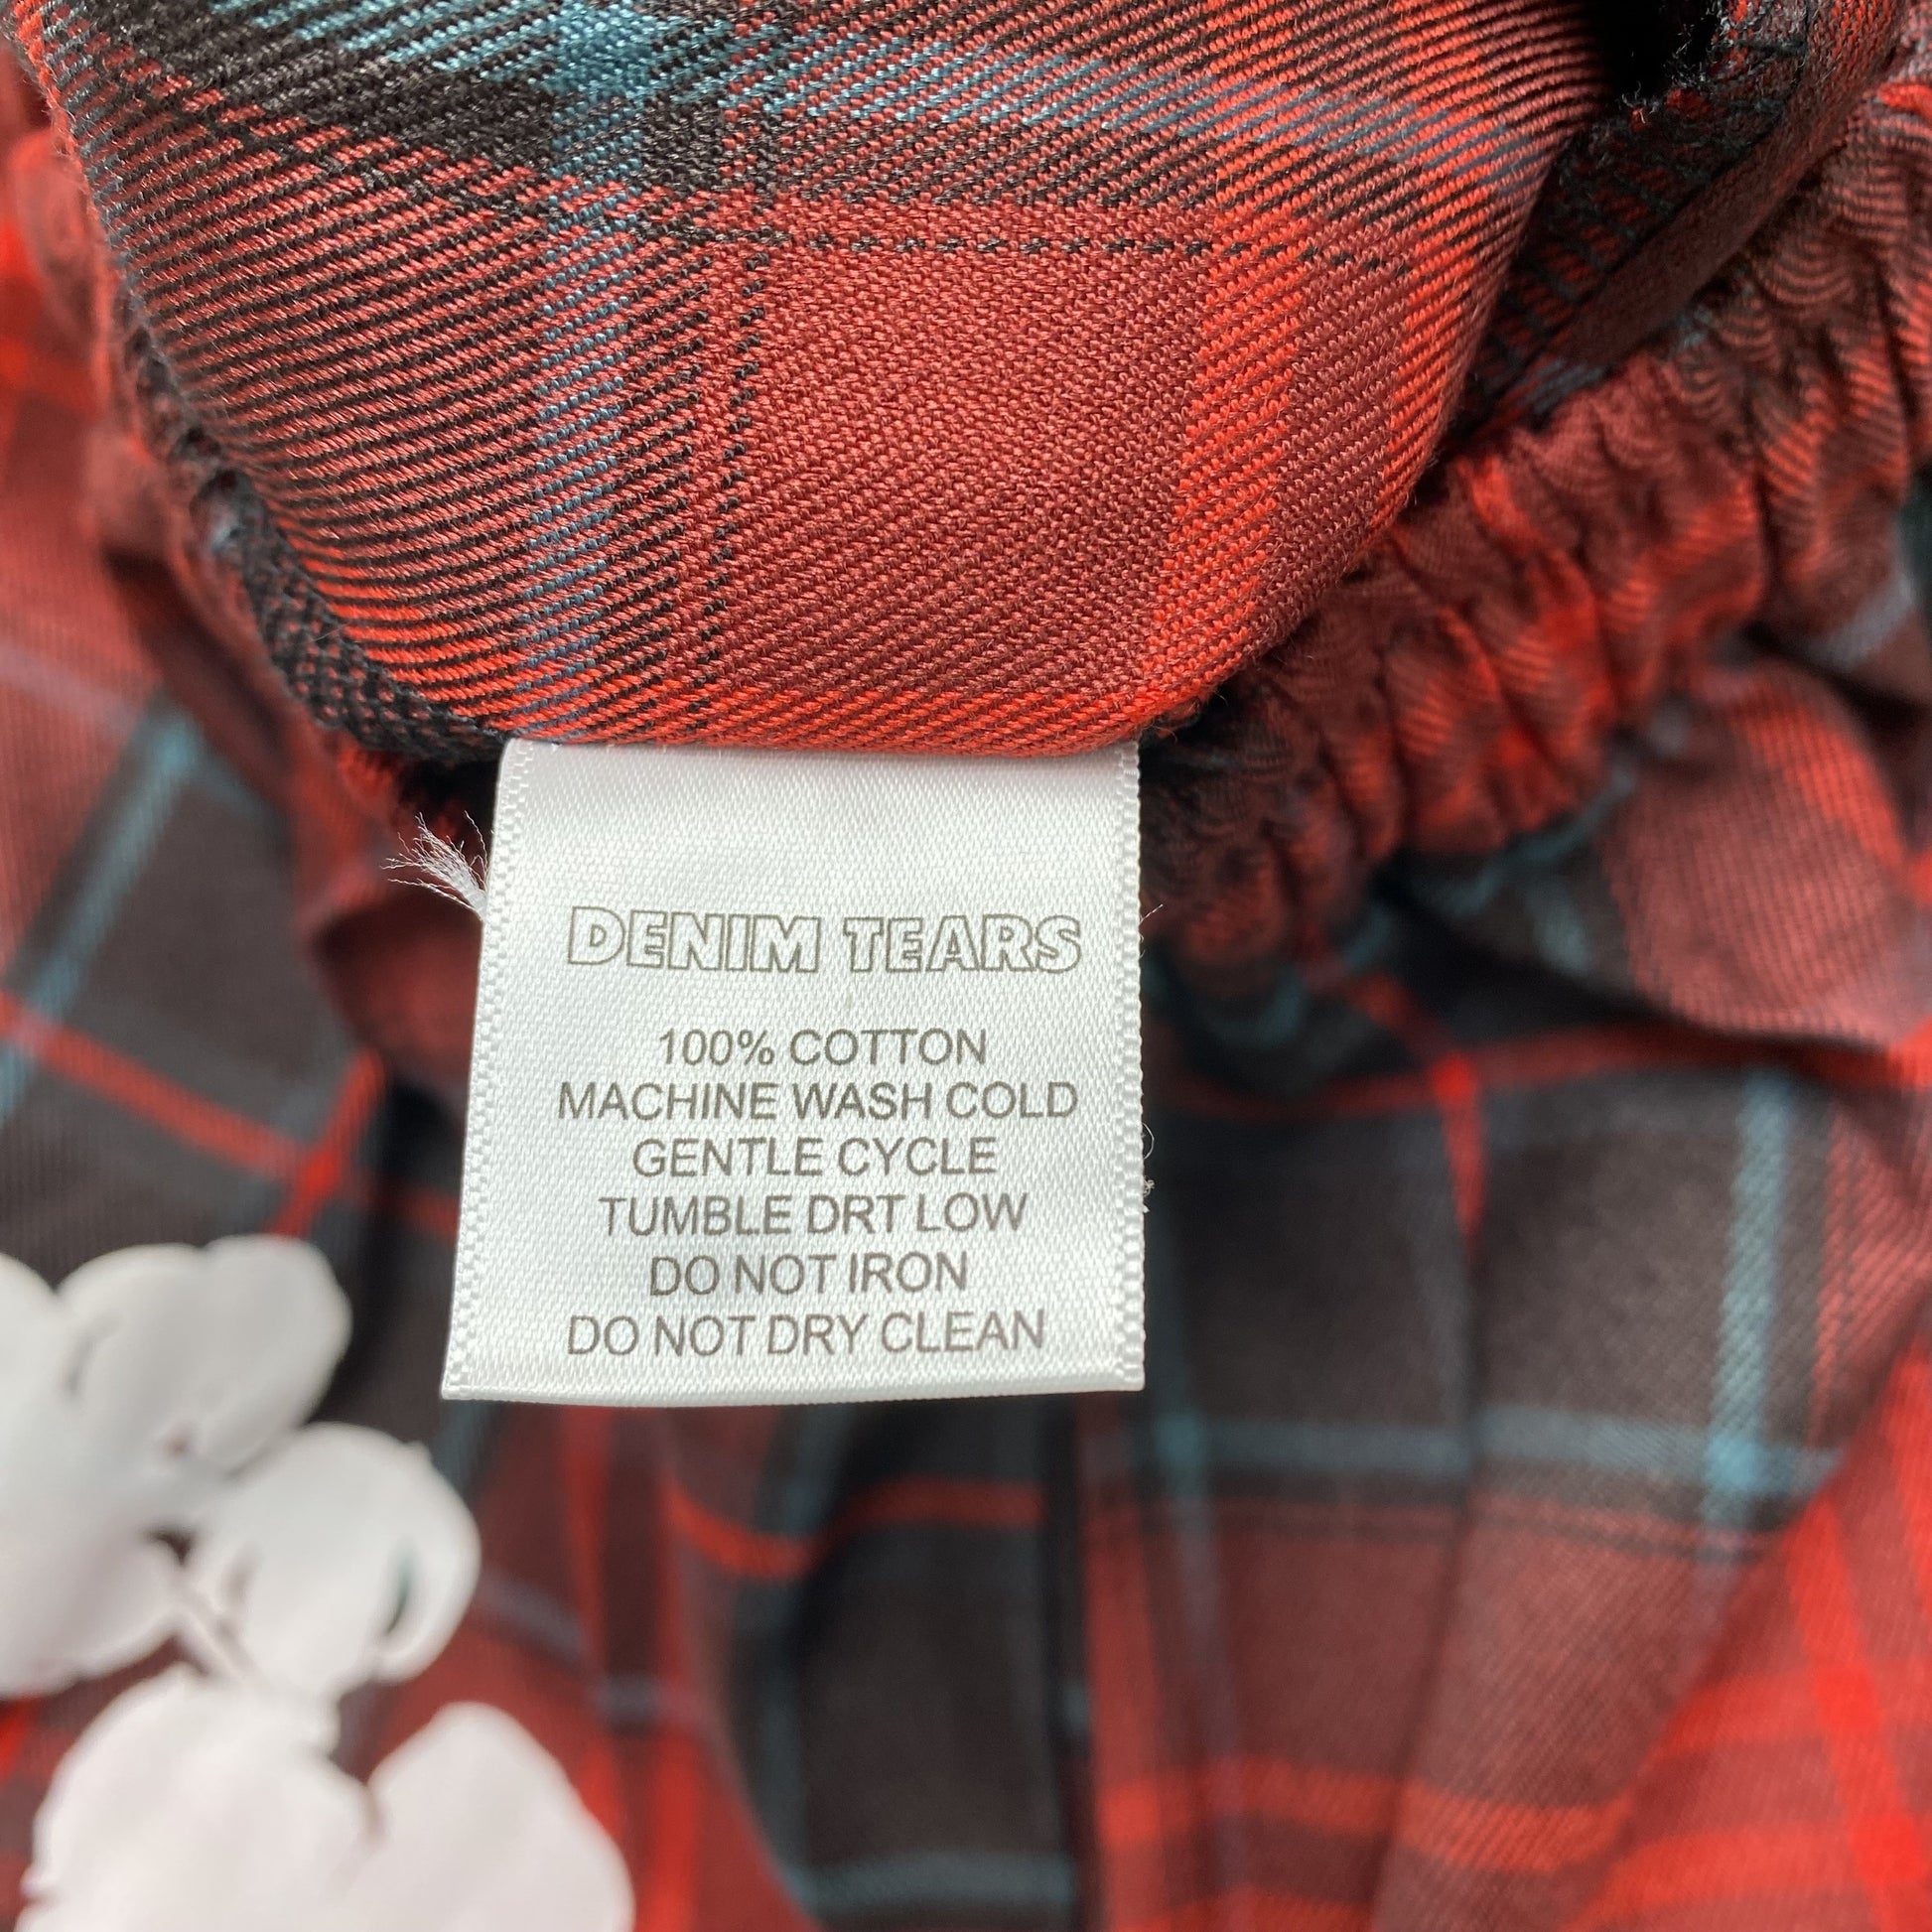 DENIM TEARS
100% COTTON
MACHINE WASH COLD
GENTLE CYCLE
TUMBLE DRT LOW
DO NOT IRON
DO NOT DRY CLEAN